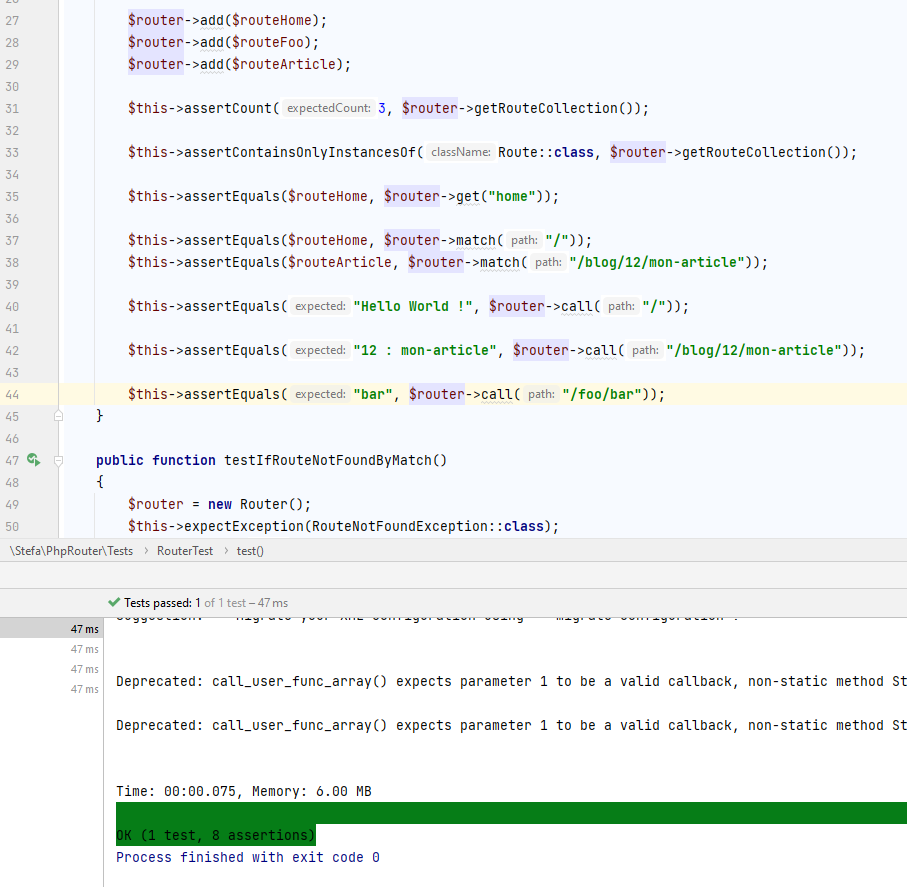 27 $router->add($routeHome);
28 $router->add($routeFoo);
29 $router->add($routeArticle);
30
31 $this->assertCount( expectedCount: 3, $router->getRouteCollection());
32
33 $this->assertContainsOnlyInstancesOf( className: Route::class, $router->getRouteCollection());
34
35 $this->assertEquals($routeHome, $router->get("home"));
36
37 $this->assertEquals($routeHome, $router->match( path: "/"));
38 $this->assertEquals($routeArticle, $router->match( path: "/blog/12/mon-article"));
39
40 $this->assertEquals( expected: "Hello World !", $router->call( path: "/"));
41
42 $this->assertEquals( expected: "12 : mon-article", $router->call( path: "/blog/12/mon-article"));
43
44 $this->assertEquals( expected: "bar", $router->call( path: "/foo/bar"));
45 }
46
47 public function testIfRouteNotFoundByMatch()
48 {
49 $router = new Router();
50 $this->expectException(RouteNotFoundException::class);
\Stefa\PhpRouter\Tests > RouterTest > test()
Tests passed: 1 of 1 test – 47 ms
47 ms
47 ms
47 ms
47 ms
Deprecated: call_user_func_array() expects parameter 1 to be a valid callback, non-static method St
Deprecated: call_user_func_array() expects parameter 1 to be a valid callback, non-static method St
Time: 00:00.075, Memory: 6.00 MB
OK (1 test, 8 assertions)
Process finished with exit code 0